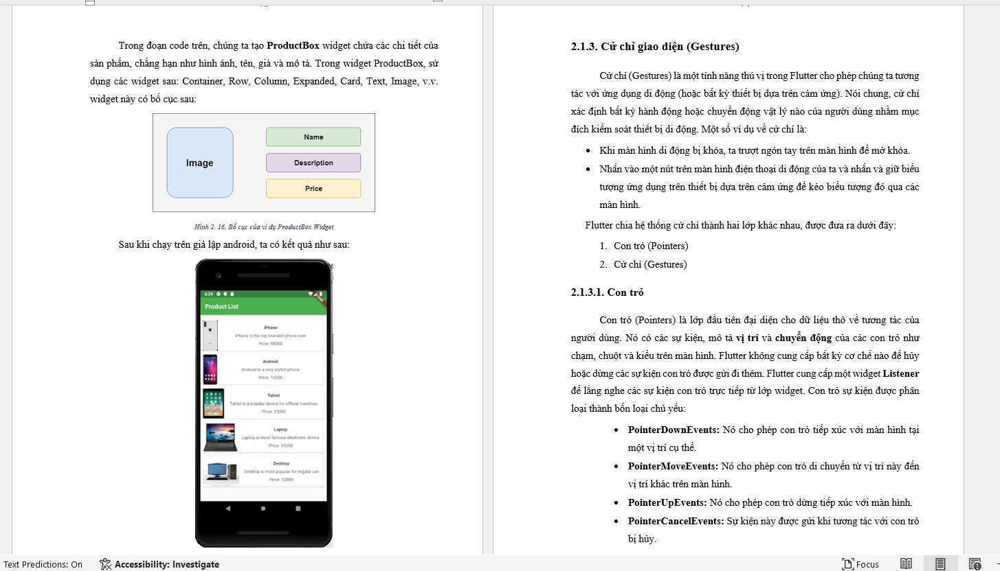 Trong đoạn code trên, chúng ta tạo ProductBox widget chứa các chi tiết của
sản phẩm, chẳng hạn như hình ảnh, tên, giá và mô tả. Trong widget ProductBox, sử
dụng các widget sau: Container, Row, Column, Expanded, Card, Text, Image, v.v.
widget này có bố cục sau:
Image
Name
Description
Price
Hình 2. 16. Bố cục của ví dụ ProductBox Widget
Sau khi chạy trên giả lập android, ta có kết quả như sau:
4:29
Product List
iPhone
iPhone is the top branded phone ever
Price: 55000
Android
Android is a very stylish phone
Price: 10000
Tablet
Tablet is a popular device for official meetings
Price: 25000
Laptop
Laptop is most famous electronic device
Price: 35000
Desktop
Desktop is most popular for regular use
Price: 10000
2.1.3. Cử chỉ giao diện (Gestures)
Cử chỉ (Gestures) là một tính năng thú vị trong Flutter cho phép chúng ta tương
tác với ứng dụng di động (hoặc bất kỳ thiết bị dựa trên cảm ứng). Nói chung, cử chỉ
xác định bất kỳ hành động hoặc chuyển động vật lý nào của người dùng nhằm mục
đích kiểm soát thiết bị di động. Một số ví dụ về cử chỉ là:
• Khi màn hình di động bị khóa, ta trượt ngón tay trên màn hình để mở khóa.
• Nhấn vào một nút trên màn hình điện thoại di động của ta và nhấn và giữ biểu
tượng ứng dụng trên thiết bị dựa trên cảm ứng để kéo biểu tượng đó qua các
màn hình.
Flutter chia hệ thống cử chỉ thành hai lớp khác nhau, được đưa ra dưới đây:
1. Con trỏ (Pointers)
2. Cử chỉ (Gestures)
2.1.3.1. Con trỏ
Con trỏ (Pointers) là lớp đầu tiên đại diện cho dữ liệu thô về tương tác của
người dùng. Nó có các sự kiện, mô tả vị trí và chuyển động của các con trỏ như
chạm, chuột và kiểu trên màn hình. Flutter không cung cấp bất kỳ cơ chế nào để hủy
hoặc dừng các sự kiện con trỏ được gửi đi thêm. Flutter cung cấp một widget Listener
để lắng nghe các sự kiện con trỏ trực tiếp từ lớp widget. Con trỏ sự kiện được phân
loại thành bốn loại chủ yếu:
• PointerDownEvents: Nó cho phép con trỏ tiếp xúc với màn hình tại
một vị trí cụ thể.
• PointerMoveEvents: Nó cho phép con trỏ di chuyển từ vị trí này đến
vị trí khác trên màn hình.
• PointerUpEvents: Nó cho phép con trỏ dừng tiếp xúc với màn hình.
• PointerCancelEvents: Sự kiện này được gửi khi tương tác với con trỏ
bị hủy.
Text Predictions: On
Accessibility: Investigate
Focus